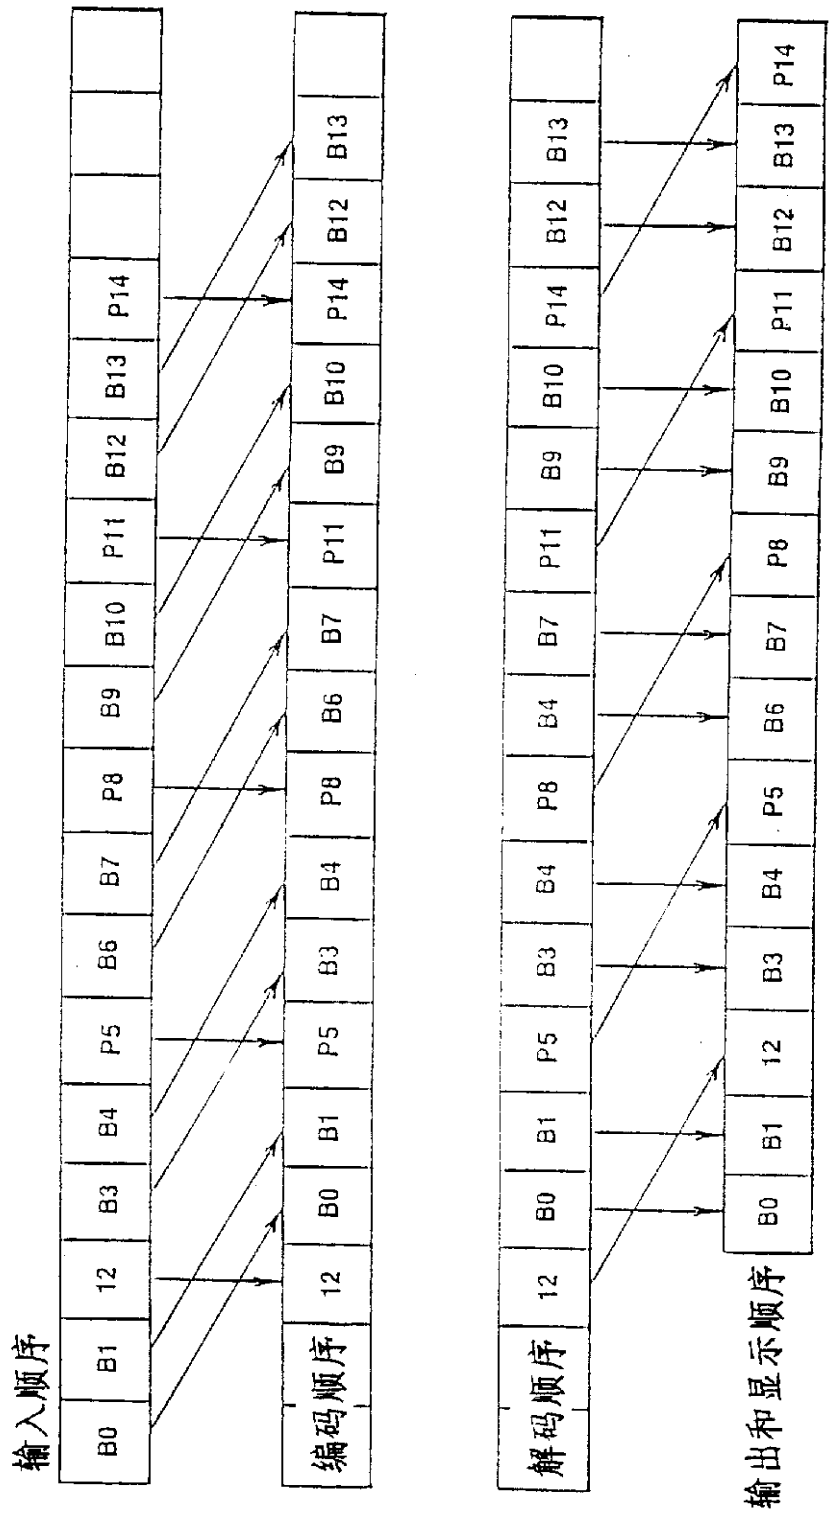 输入顺序
B0 B1 12 B3 B4 P5 B6 B7 P8 B9 B10 P11 B12 B13 P14
编码顺序 12 B0 B1 P5 B3 B4 P8 B6 B7 P11 B9 B10 P14 B12 B13
解码顺序 12 B0 B1 P5 B3 B4 P8 B4 B7 P11 B9 B10 P14 B12 B13
输出和显示顺序 B0 B1 12 B3 B4 P5 B6 B7 P8 B9 B10 P11 B12 B13 P14